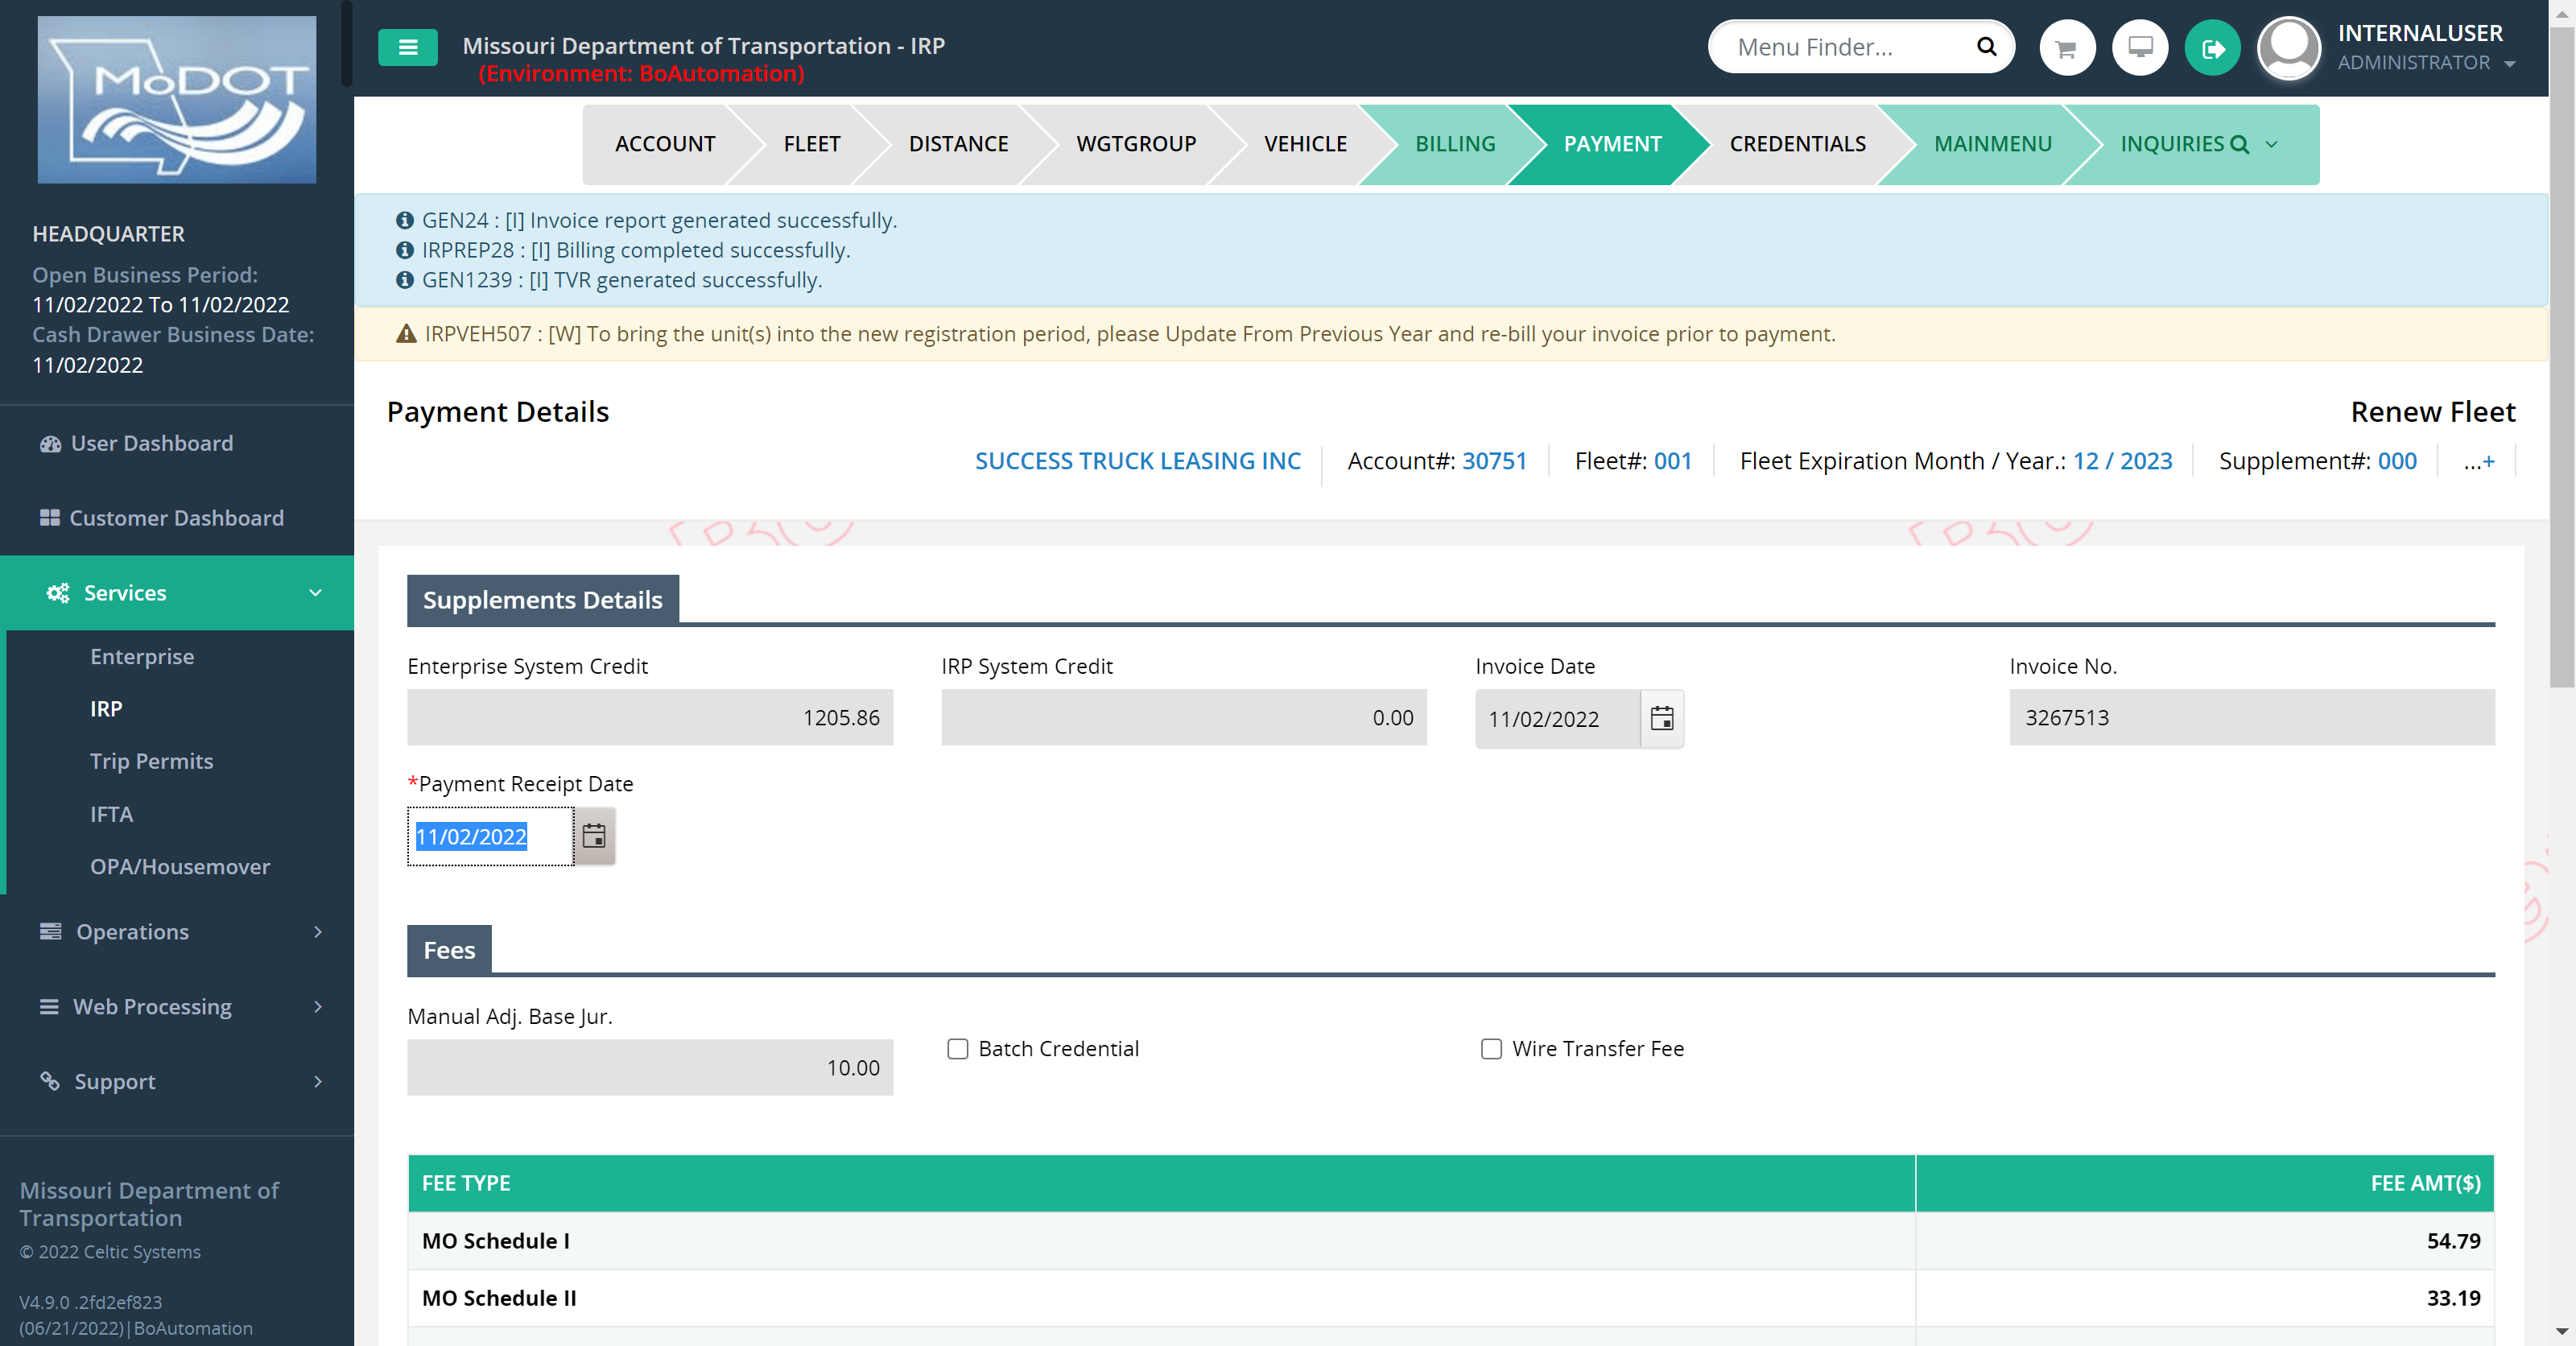 MoDOT
HEADQUARTER
Open Business Period:
11/02/2022 To 11/02/2022
Cash Drawer Business Date:
11/02/2022
User Dashboard
Customer Dashboard
Services
Enterprise
IRP
Trip Permits
IFTA
OPA/Housemover
Operations
Web Processing
Support
Missouri Department of
Transportation
© 2022 Celtic Systems
V4.9.0 .2fd2ef823
(06/21/2022)|BoAutomation
Missouri Department of Transportation - IRP
(Environment: BoAutomation)
Menu Finder...
INTERNALUSER
ADMINISTRATOR
ACCOUNT FLEET DISTANCE WGTGROUP VEHICLE BILLING PAYMENT CREDENTIALS MAINMENU INQUIRIES
GEN24 : [I] Invoice report generated successfully.
IRPREP28 : [I] Billing completed successfully.
GEN1239 : [I] TVR generated successfully.
IRPVEH507 : [W] To bring the unit(s) into the new registration period, please Update From Previous Year and re-bill your invoice prior to payment.
Payment Details Renew Fleet
SUCCESS TRUCK LEASING INC Account#: 30751 Fleet#: 001 Fleet Expiration Month / Year.: 12 / 2023 Supplement#: 000 ...+
Supplements Details
Enterprise System Credit IRP System Credit Invoice Date Invoice No.
1205.86 0.00 11/02/2022 3267513
*Payment Receipt Date
11/02/2022
Fees
Manual Adj. Base Jur.
10.00 Batch Credential Wire Transfer Fee
FEE TYPE FEE AMT($)
MO Schedule I 54.79
MO Schedule II 33.19